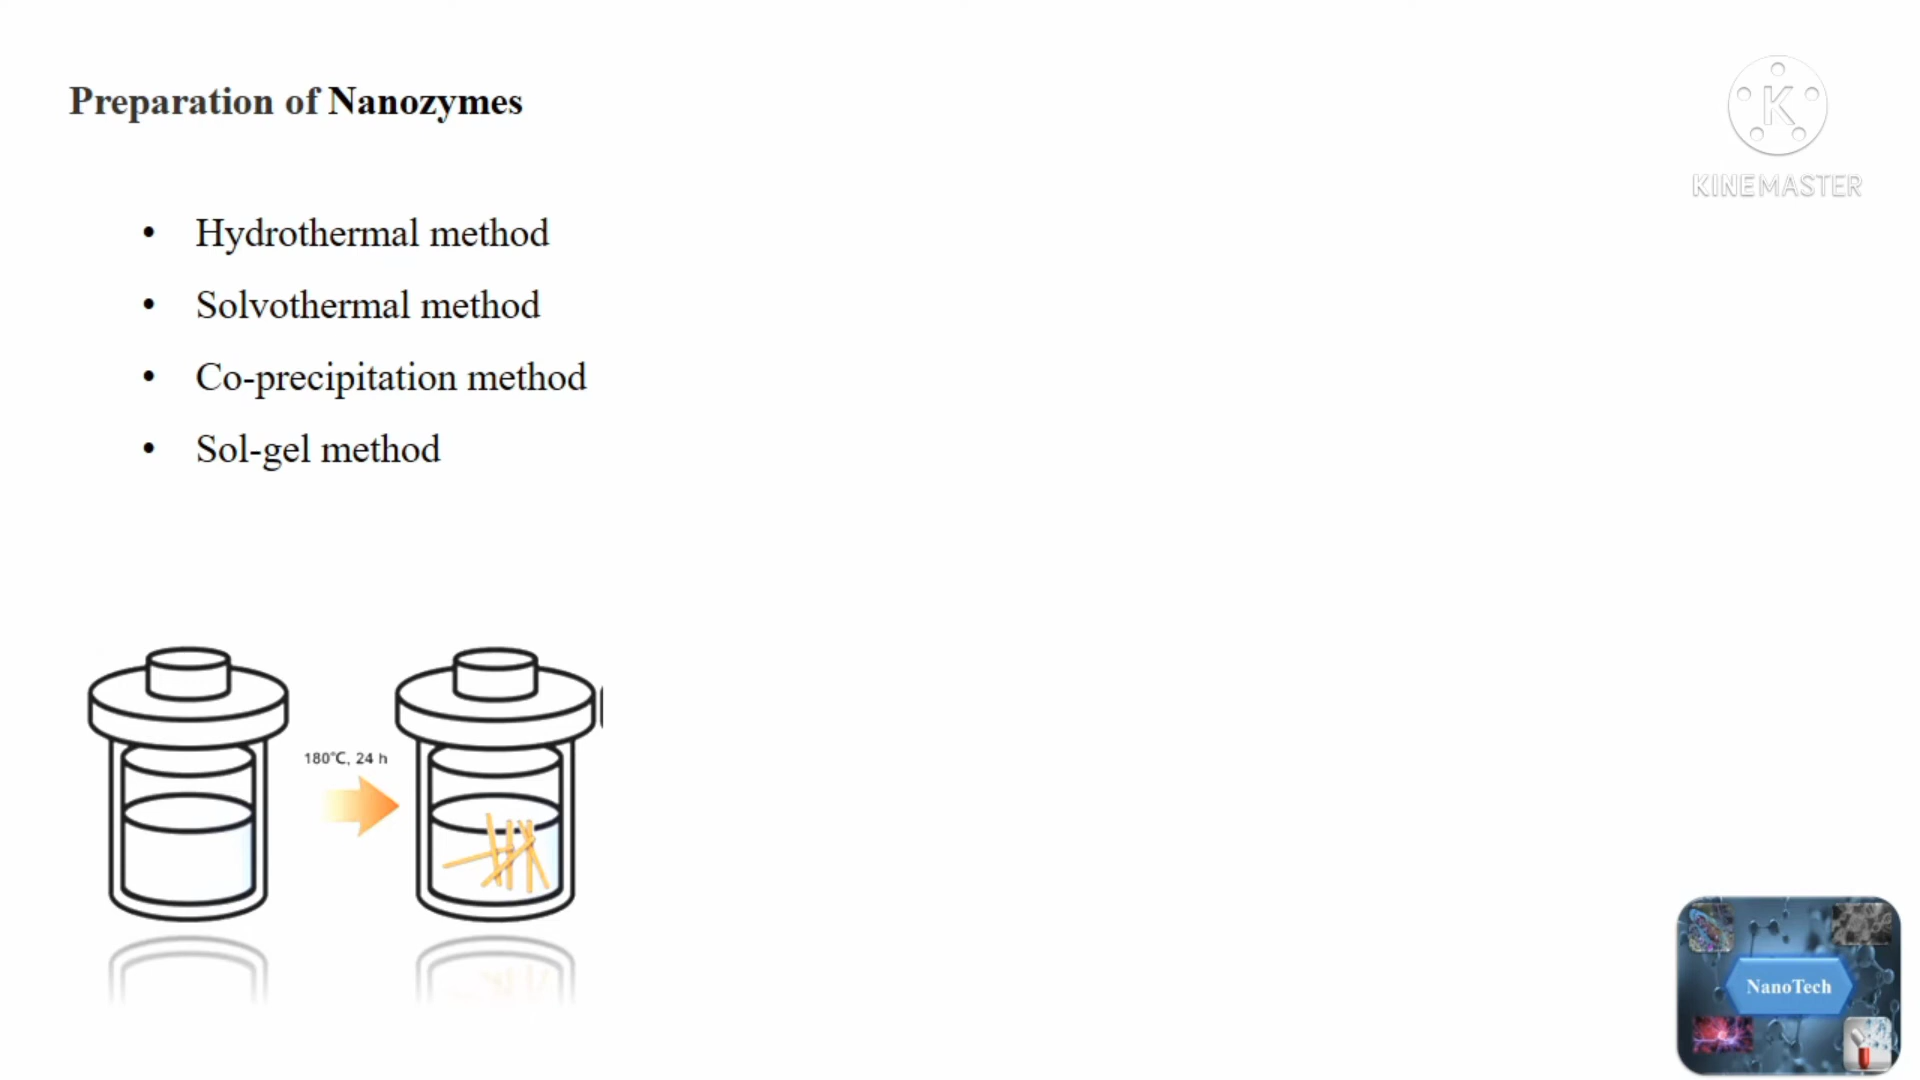 Preparation of Nanozymes
K
KINEMASTER
• Hydrothermal method
• Solvothermal method
• Co-precipitation method
• Sol-gel method
180℃, 24 h
NanoTech